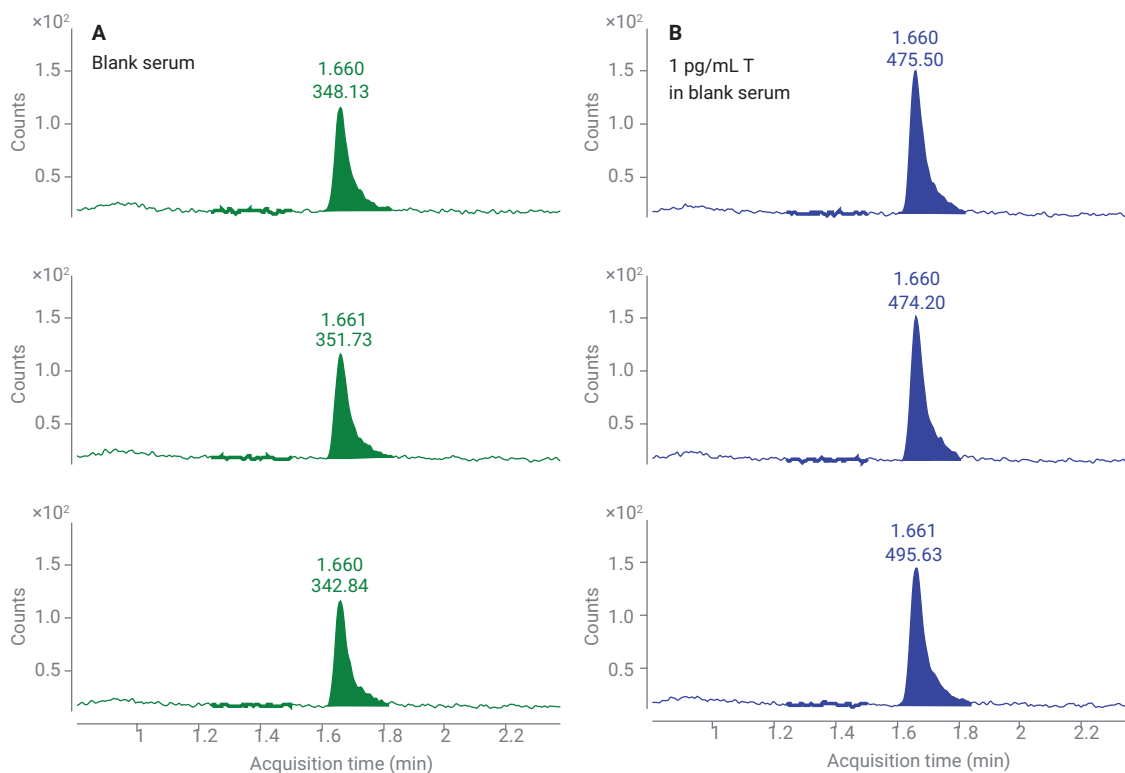 ×10²
A
Blank serum
1.660
348.13
1.5
1.0
0.5
Counts
×10²
1.661
351.73
1.5
1.0
0.5
Counts
×10²
1.660
342.84
1.5
1.0
0.5
Counts
1 1.2 1.4 1.6 1.8 2 2.2
Acquisition time (min)
×10²
B
1 pg/mL T
in blank serum
1.660
475.50
1.5
1.0
0.5
Counts
×10²
1.660
474.20
1.5
1.0
0.5
Counts
×10²
1.661
495.63
1.5
1.0
0.5
Counts
1 1.2 1.4 1.6 1.8 2 2.2
Acquisition time (min)